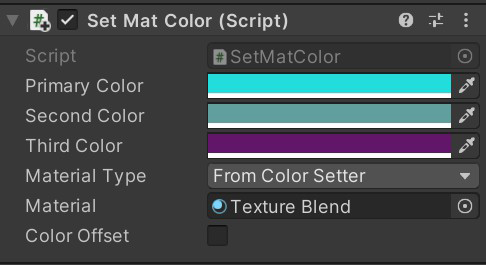 Set Mat Color (Script)
Script SetMatColor
Primary Color
Second Color
Third Color
Material Type From Color Setter
Material Texture Blend
Color Offset